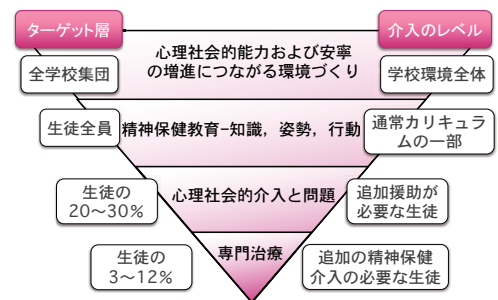 ターゲット層
介入のレベル
心理社会的能力および安寧
の増進につながる環境づくり
全学校集団
学校環境全体
生徒全員
精神保健教育−知識，姿勢，行動
通常カリキュラ
ムの一部
生徒の
20〜30%
心理社会的介入と問題
追加援助が
必要な生徒
生徒の
3〜12%
専門治療
追加の精神保健
介入の必要な生徒